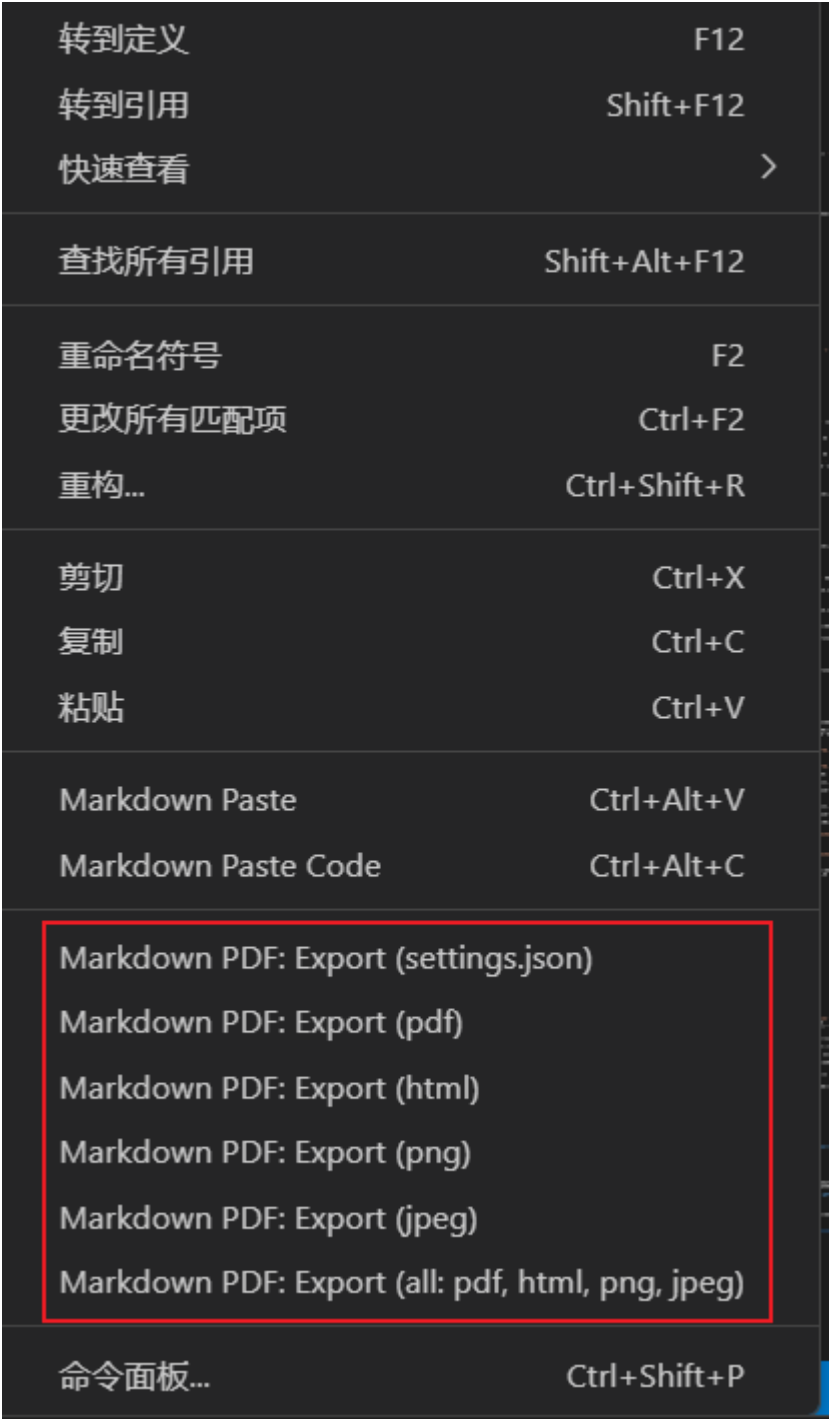 转到定义 F12
转到引用 Shift+F12
快速查看
查找所有引用 Shift+Alt+F12
重命名符号 F2
更改所有匹配项 Ctrl+F2
重构... Ctrl+Shift+R
剪切 Ctrl+X
复制 Ctrl+C
粘贴 Ctrl+V
Markdown Paste Ctrl+Alt+V
Markdown Paste Code Ctrl+Alt+C
Markdown PDF: Export (settings.json)
Markdown PDF: Export (pdf)
Markdown PDF: Export (html)
Markdown PDF: Export (png)
Markdown PDF: Export (jpeg)
Markdown PDF: Export (all: pdf, html, png, jpeg)
命令面板... Ctrl+Shift+P